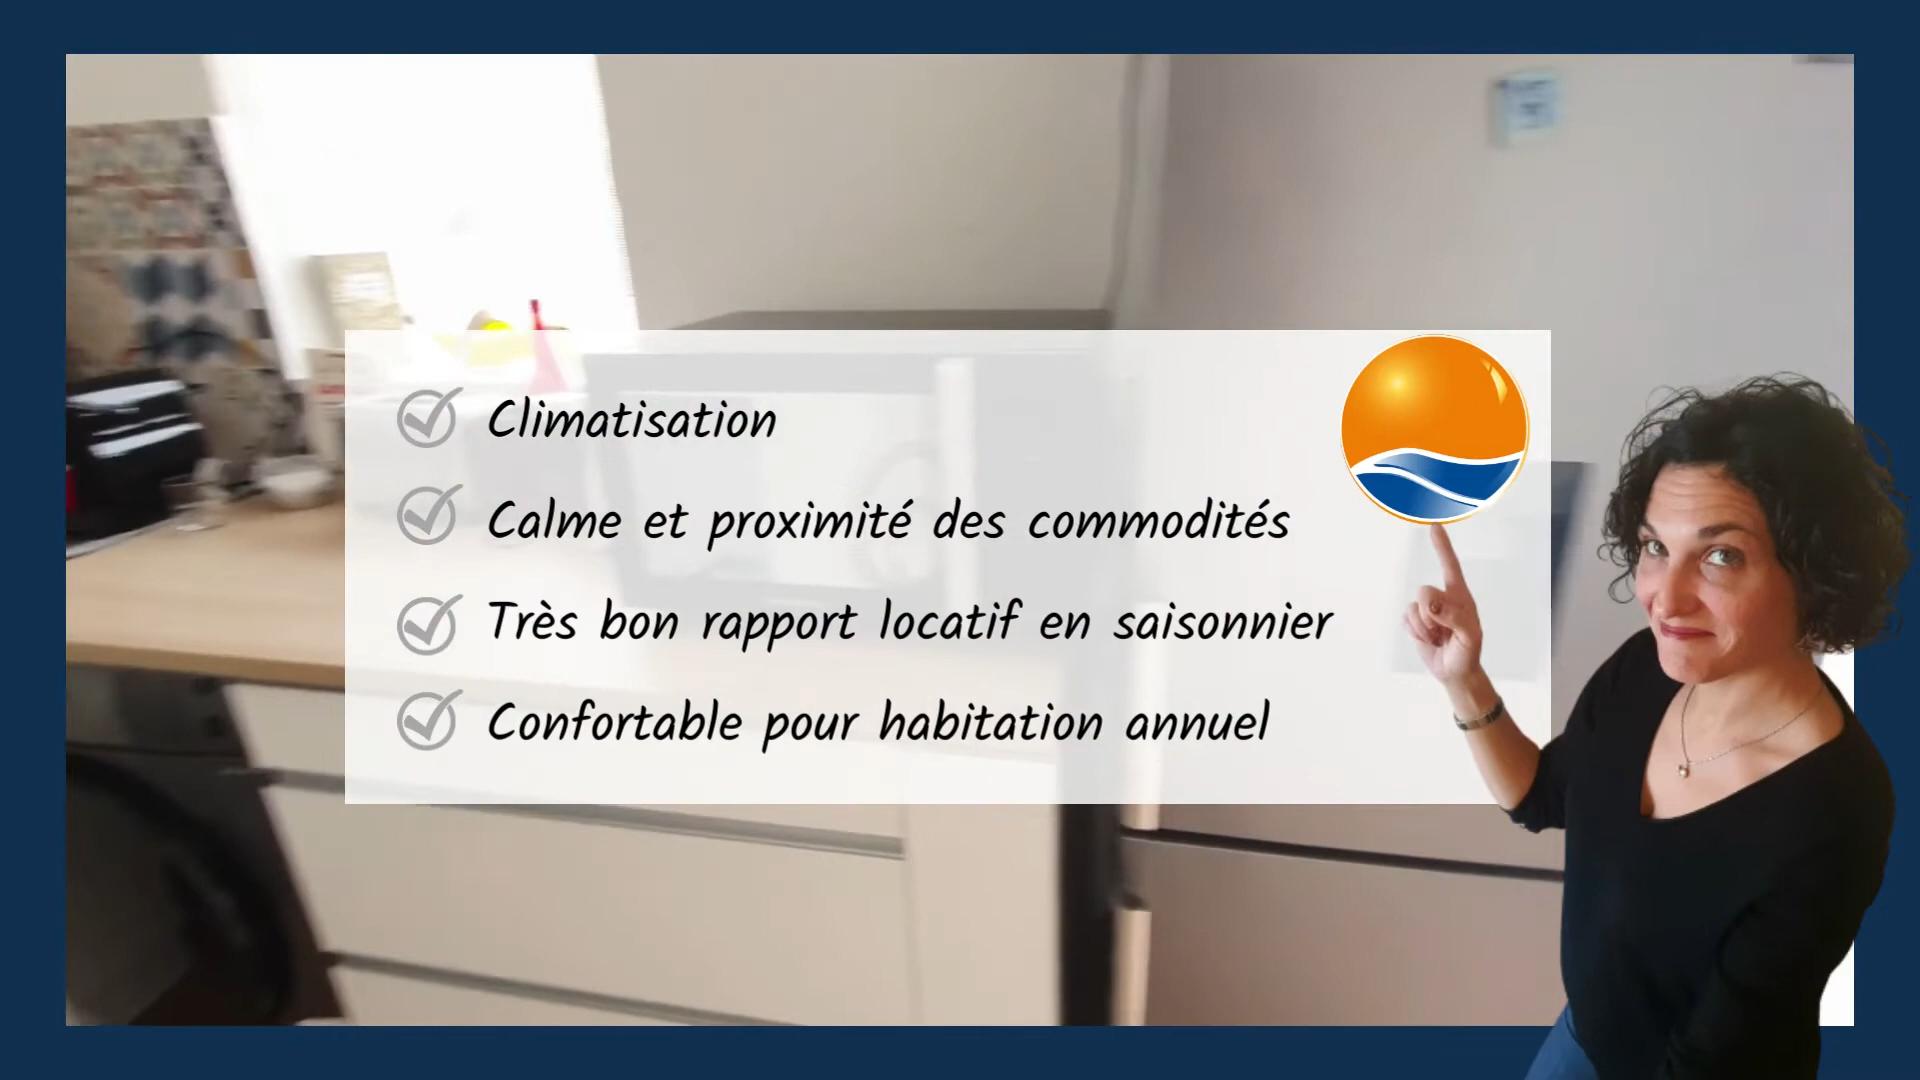 Climatisation
Calme et proximité des commodités
Très bon rapport locatif en saisonnier
Confortable pour habitation annuel